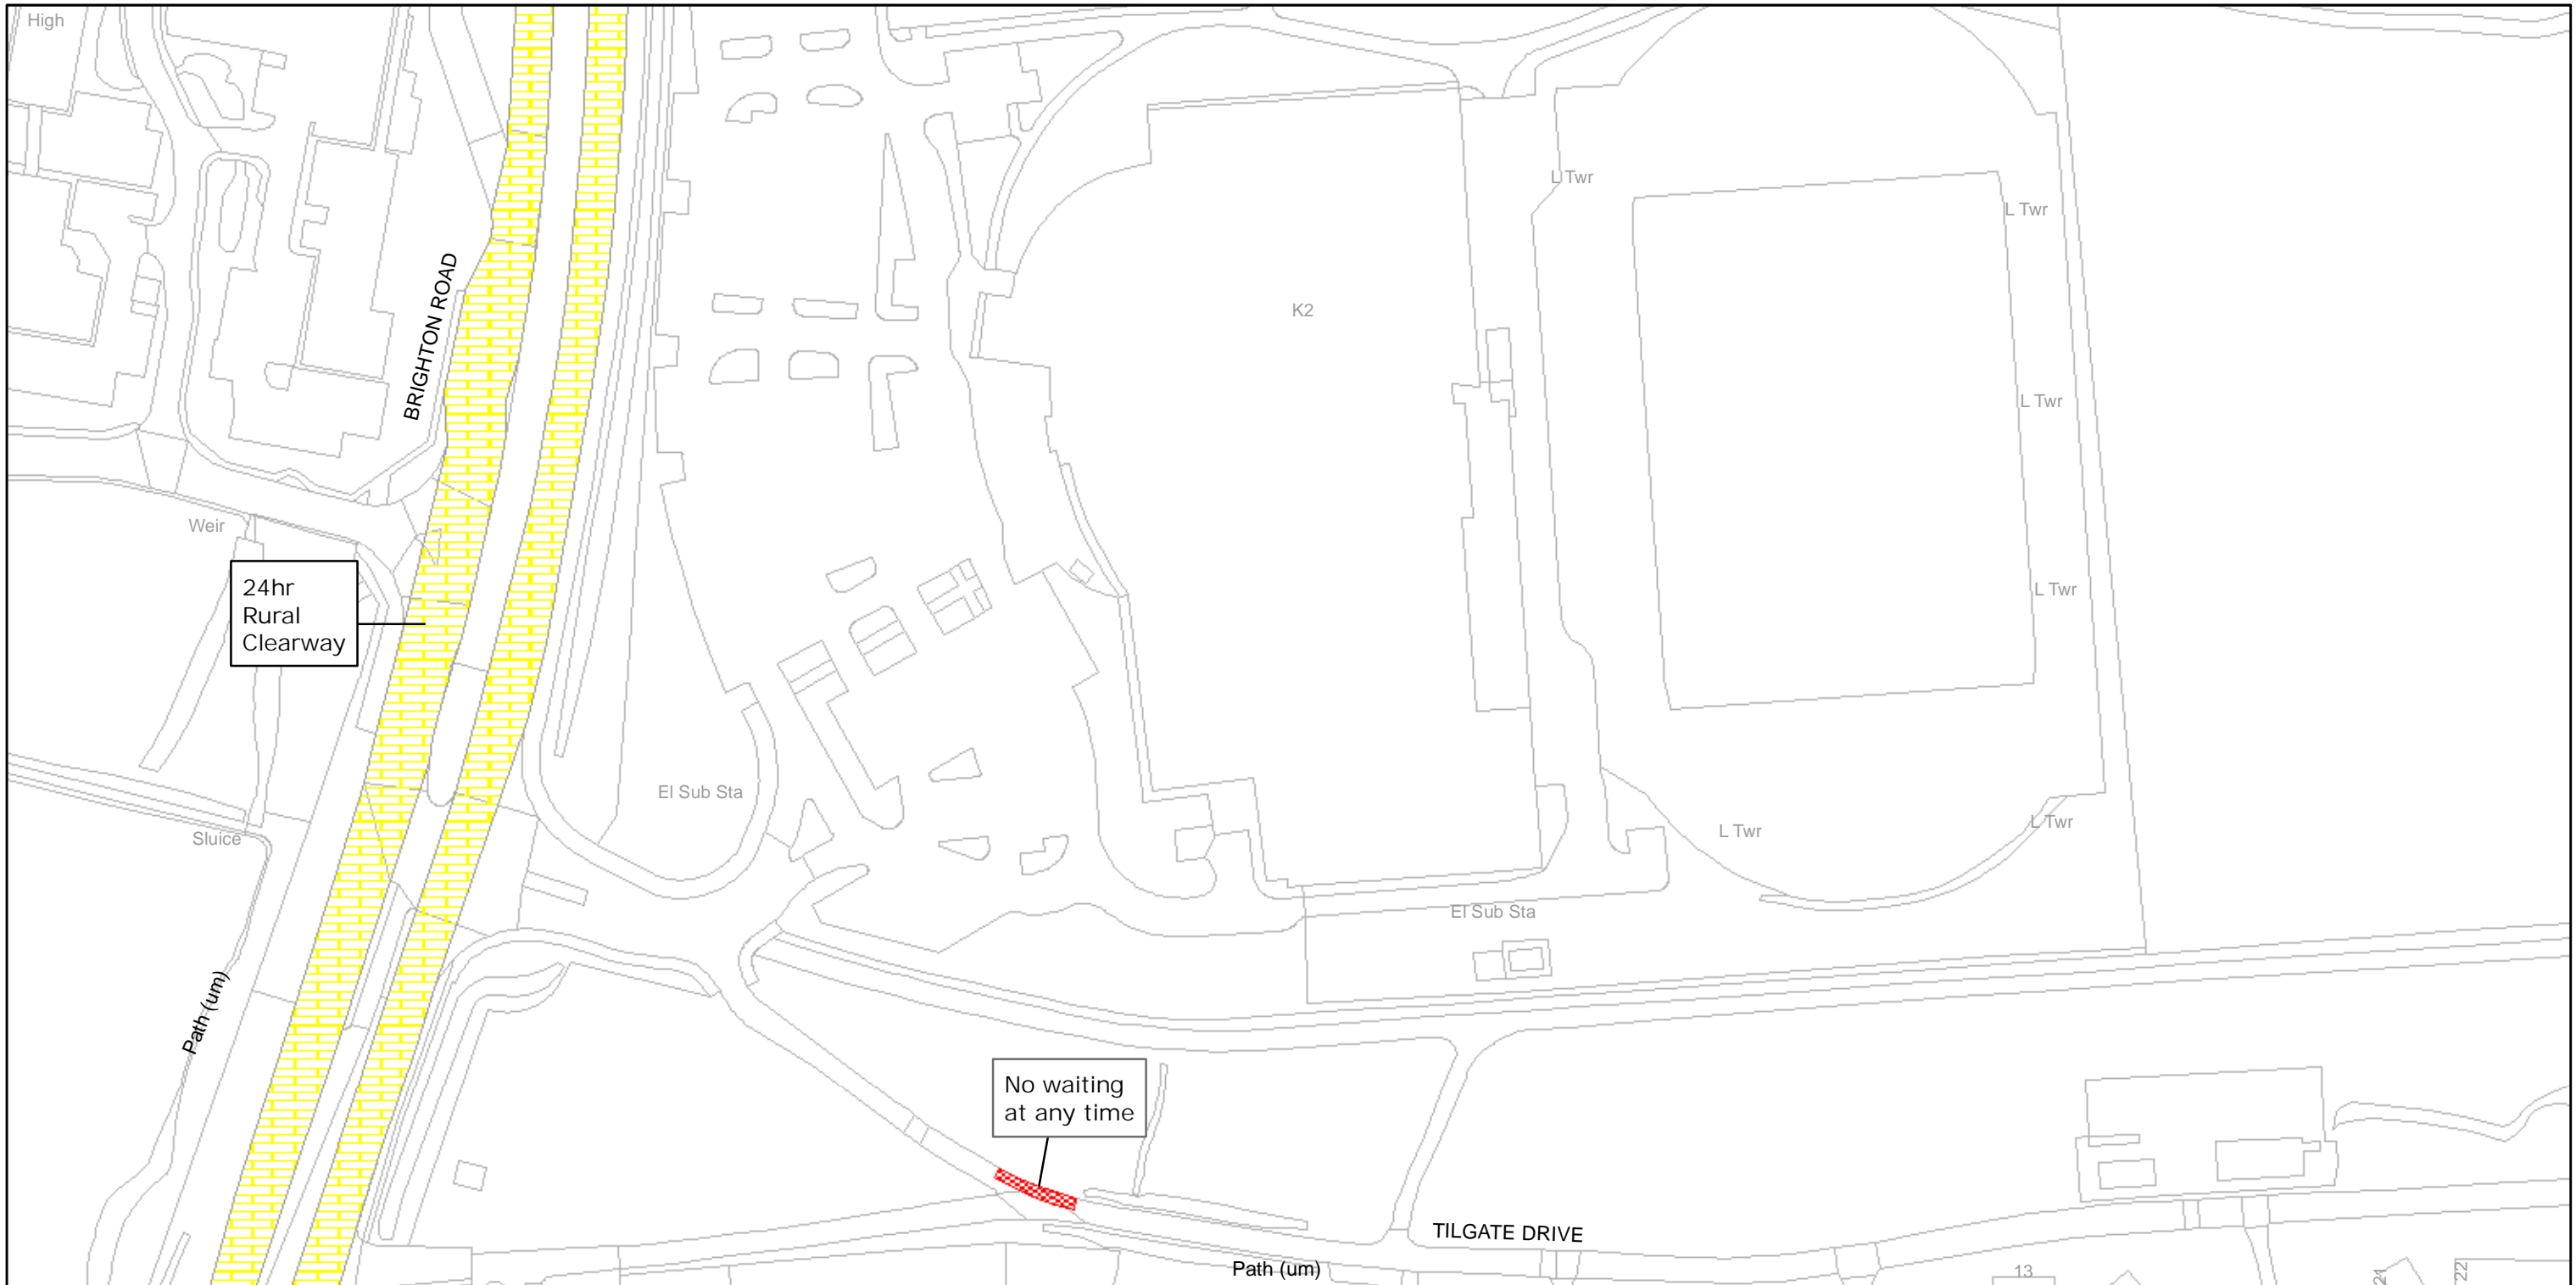 High
L Twr
L Twr
BRIGHTON ROAD
K2
L Twr
Weir
24hr
Rural
Clearway
L Twr
El Sub Sta
L Twr
L Twr
Sluice
El Sub Sta
Path (um)
No waiting
at any time
TILGATE DRIVE
Path (um)
13
21
22